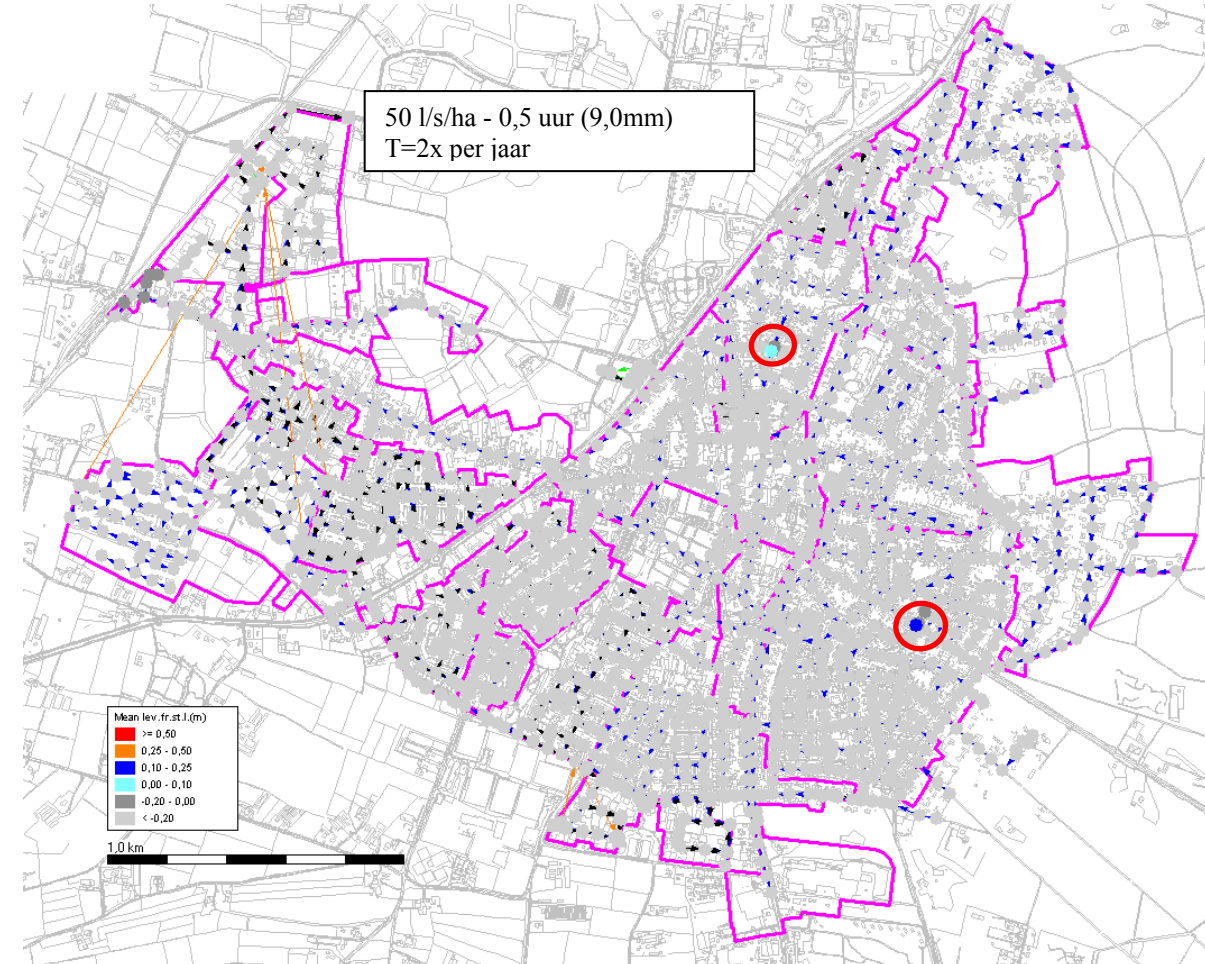 50 l/s/ha - 0,5 uur (9,0mm)
T=2x per jaar
Mean lev.fr.st.l.(m)
>= 0,50
0,25 - 0,50
0,10 - 0,25
0,00 - 0,10
-0,20 - 0,00
< -0,20
1,0 km